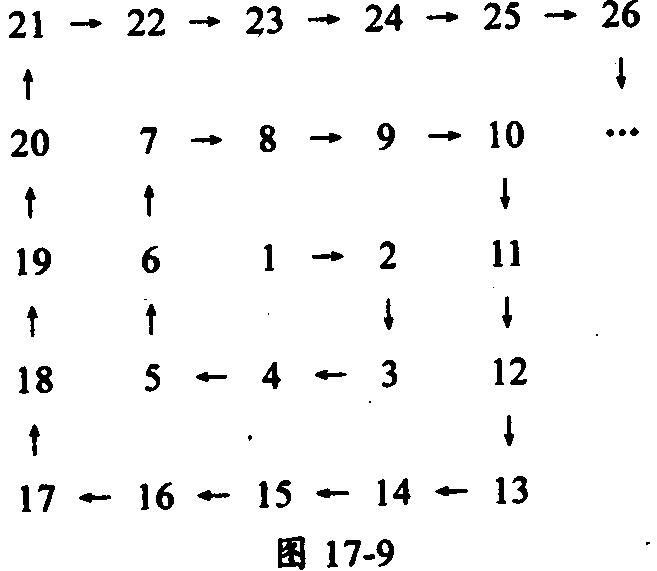 21 → 22 → 23 → 24 → 25 → 26
↑ ↓
20 7 → 8 → 9 → 10 ···
↑ ↑ ↓
19 6 1 → 2 11
↑ ↑ ↓ ↓
18 5 ← 4 ← 3 12
↑ ↓
17 ← 16 ← 15 ← 14 ← 13
图 17-9